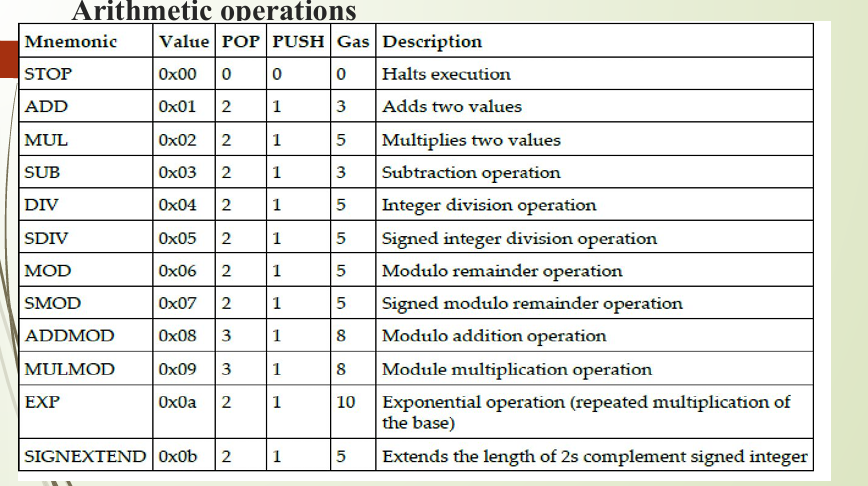 Arithmetic operations
Mnemonic Value POP PUSH Gas Description
STOP 0x00 0 0 0 Halts execution
ADD 0x01 2 1 3 Adds two values
MUL 0x02 2 1 5 Multiplies two values
SUB 0x03 2 1 3 Subtraction operation
DIV 0x04 2 1 5 Integer division operation
SDIV 0x05 2 1 5 Signed integer division operation
MOD 0x06 2 1 5 Modulo remainder operation
SMOD 0x07 2 1 5 Signed modulo remainder operation
ADDMOD 0x08 3 1 8 Modulo addition operation
MULMOD 0x09 3 1 8 Module multiplication operation
EXP 0x0a 2 1 10 Exponential operation (repeated multiplication of
the base)
SIGNEXTEND 0x0b 2 1 5 Extends the length of 2s complement signed integer